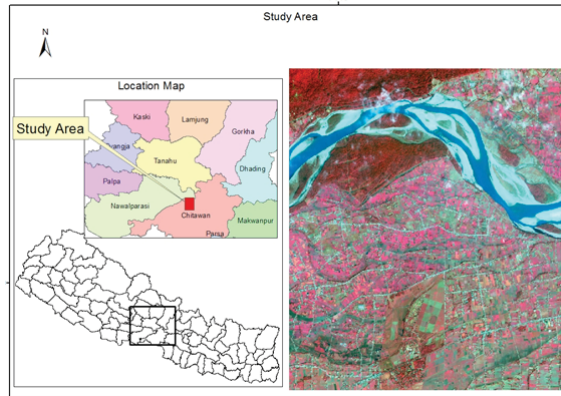 Study Area
N
Location Map
Study Area
Kaski
Lamjung
Gorkha
Tanahu
Dhading
Palpa
Nawalparasi
Chitawan
Parsa
Makwanpur